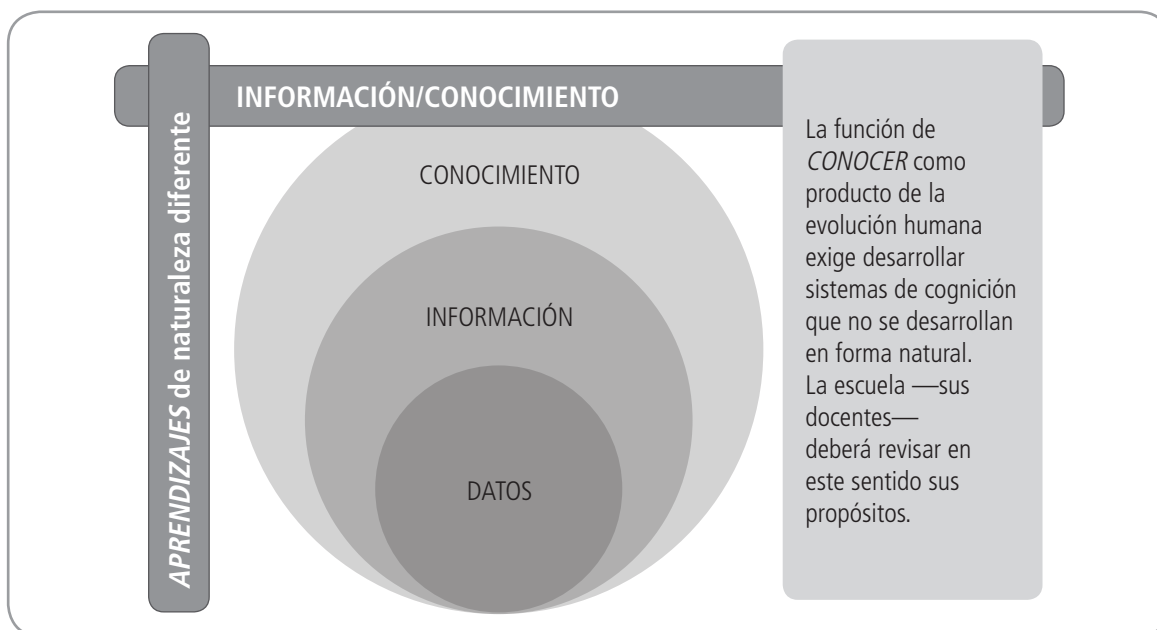 INFORMACIÓN/CONOCIMIENTO
APRENDIZAJES de naturaleza diferente
CONOCIMIENTO
INFORMACIÓN
DATOS
La función de
CONOCER como
producto de la
evolución humana
exige desarrollar
sistemas de cognición
que no se desarrollan
en forma natural.
La escuela —sus
docentes—
deberá revisar en
este sentido sus
propósitos.